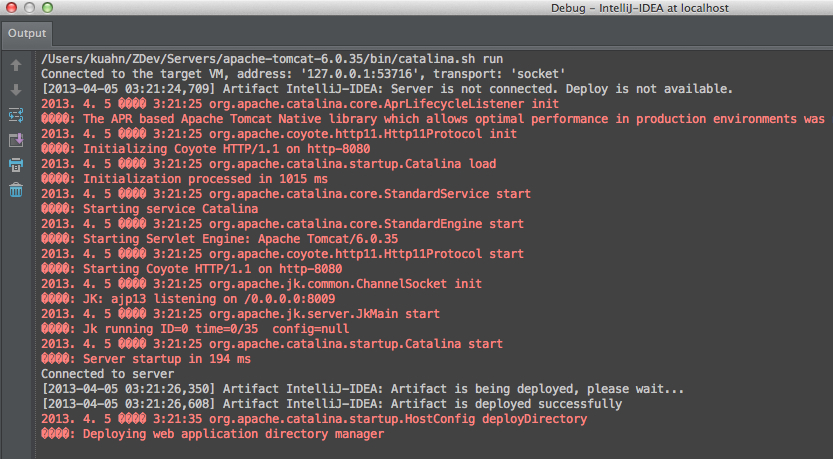 Debug – IntelliJ-IDEA at localhost
Output
/Users/kuahn/ZDev/Servers/apache-tomcat-6.0.35/bin/catalina.sh run
Connected to the target VM, address: '127.0.0.1:53716', transport: 'socket'
[2013-04-05 03:21:24,709] Artifact IntelliJ-IDEA: Server is not connected. Deploy is not available.
2013. 4. 5 ���� 3:21:25 org.apache.catalina.core.AprLifecycleListener init
����: The APR based Apache Tomcat Native library which allows optimal performance in production environments was
2013. 4. 5 ���� 3:21:25 org.apache.coyote.http11.Http11Protocol init
����: Initializing Coyote HTTP/1.1 on http-8080
2013. 4. 5 ���� 3:21:25 org.apache.catalina.startup.Catalina load
����: Initialization processed in 1015 ms
2013. 4. 5 ���� 3:21:25 org.apache.catalina.core.StandardService start
����: Starting service Catalina
2013. 4. 5 ���� 3:21:25 org.apache.catalina.core.StandardEngine start
����: Starting Servlet Engine: Apache Tomcat/6.0.35
2013. 4. 5 ���� 3:21:25 org.apache.coyote.http11.Http11Protocol start
����: Starting Coyote HTTP/1.1 on http-8080
2013. 4. 5 ���� 3:21:25 org.apache.jk.common.ChannelSocket init
����: JK: ajp13 listening on /0.0.0.0:8009
2013. 4. 5 ���� 3:21:25 org.apache.jk.server.JkMain start
����: Jk running ID=0 time=0/35  config=null
2013. 4. 5 ���� 3:21:25 org.apache.catalina.startup.Catalina start
����: Server startup in 194 ms
Connected to server
[2013-04-05 03:21:26,350] Artifact IntelliJ-IDEA: Artifact is being deployed, please wait...
[2013-04-05 03:21:26,608] Artifact IntelliJ-IDEA: Artifact is deployed successfully
2013. 4. 5 ���� 3:21:35 org.apache.catalina.startup.HostConfig deployDirectory
����: Deploying web application directory manager